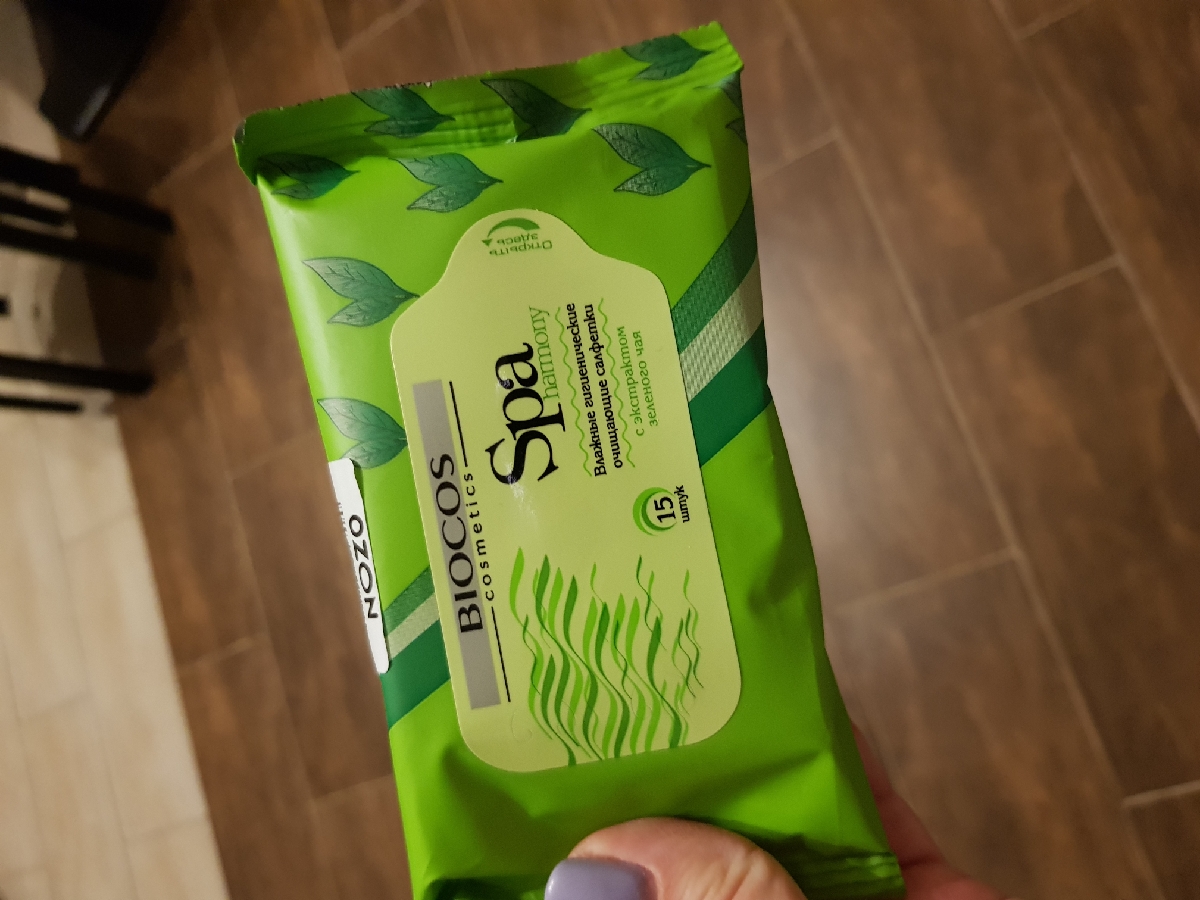 Открыть
здесь
BIOCOS
cosmetics
Spa
harmony
Влажные гигиенические
очищающие салфетки
с экстрактом
зеленого чая
15
штук
OZON